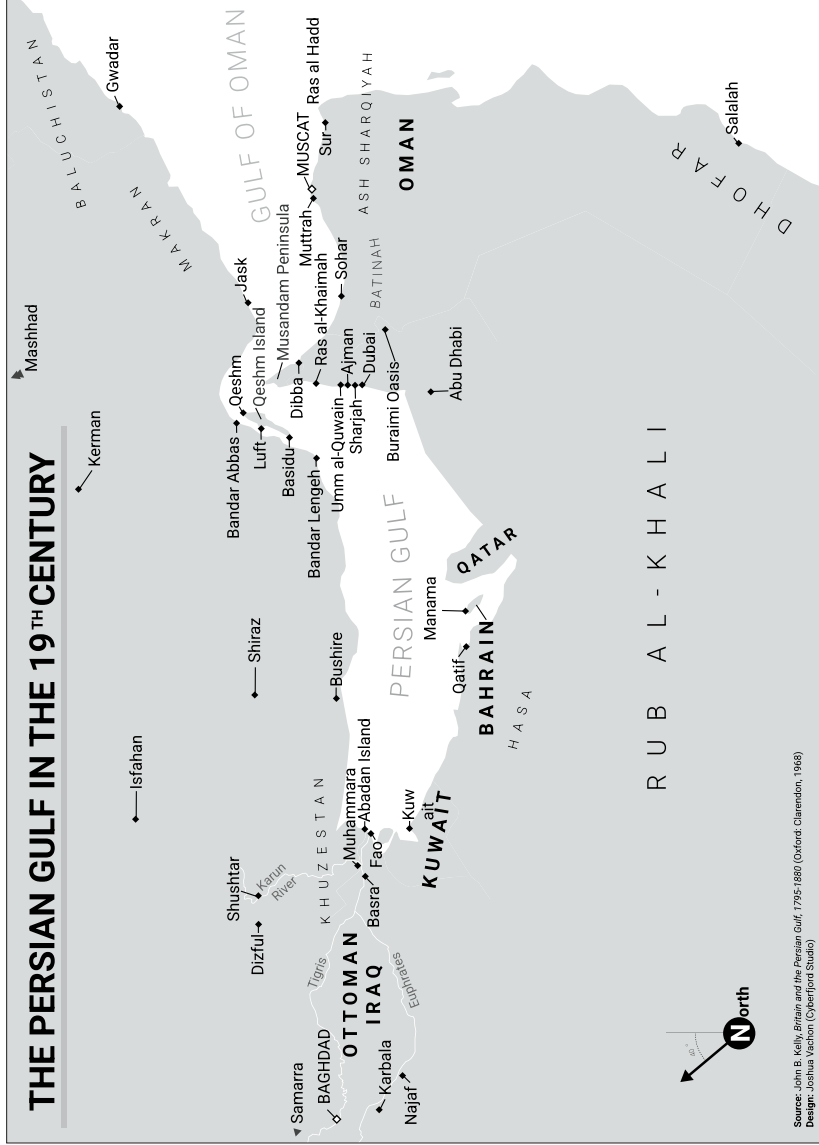 THE PERSIAN GULF IN THE 19TH CENTURY
Mashhad
BALUCHISTAN
Gwadar
MAKRAN
GULF OF OMAN
Kerman
Isfahan
Shiraz
Jask
Qeshm
Qeshm Island
Musandam Peninsula
Bandar Abbas
Luft
Basidu
Bandar Lengeh
Dibba
Ras al-Khaimah
Umm al-Quwain
Ajman
Sharjah
Dubai
Buraimi Oasis
Abu Dhabi
Muttrah
MUSCAT
Sohar
Sur
Ras al Hadd
BATINAH
ASH SHARQIYAH
OMAN
DHOFAR
Salalah
PERSIAN GULF
QATAR
Manama
BAHRAIN
Qatif
HASA
Bushire
RUB AL-KHALI
Shushtar
Karun
River
Dizful
KHUZESTAN
Muhammara
Abadan Island
Fao
Basra
Kuw
ait
KUWAIT
Tigris
OTTOMAN
IRAQ
Euphrates
Samarra
BAGHDAD
Karbala
Najaf
40°
North
Source: John B. Kelly, Britain and the Persian Gulf, 1795-1880 (Oxford: Clarendon, 1968)
Design: Joshua Vachon (Cyberfjord Studio)